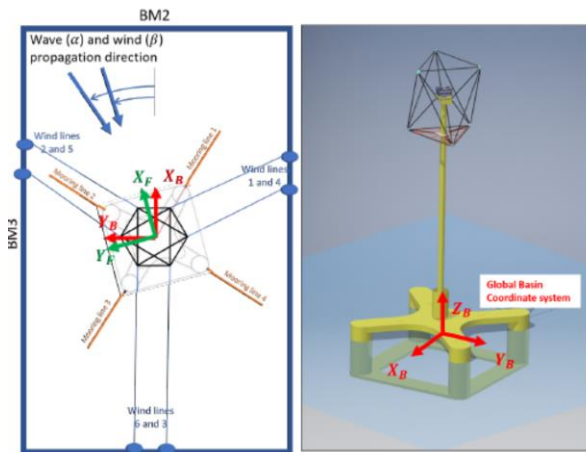 BM2
Wave (α) and wind (β)
propagation direction
Wind lines
2 and 5
Mooring line 1
Wind lines
1 and 4
Mooring line 2
X_F
X_B
Y_B
Y_F
BM3
Mooring line 3
Mooring line 4
Wind lines
6 and 3
Global Basin
Coordinate system
Z_B
Y_B
X_B